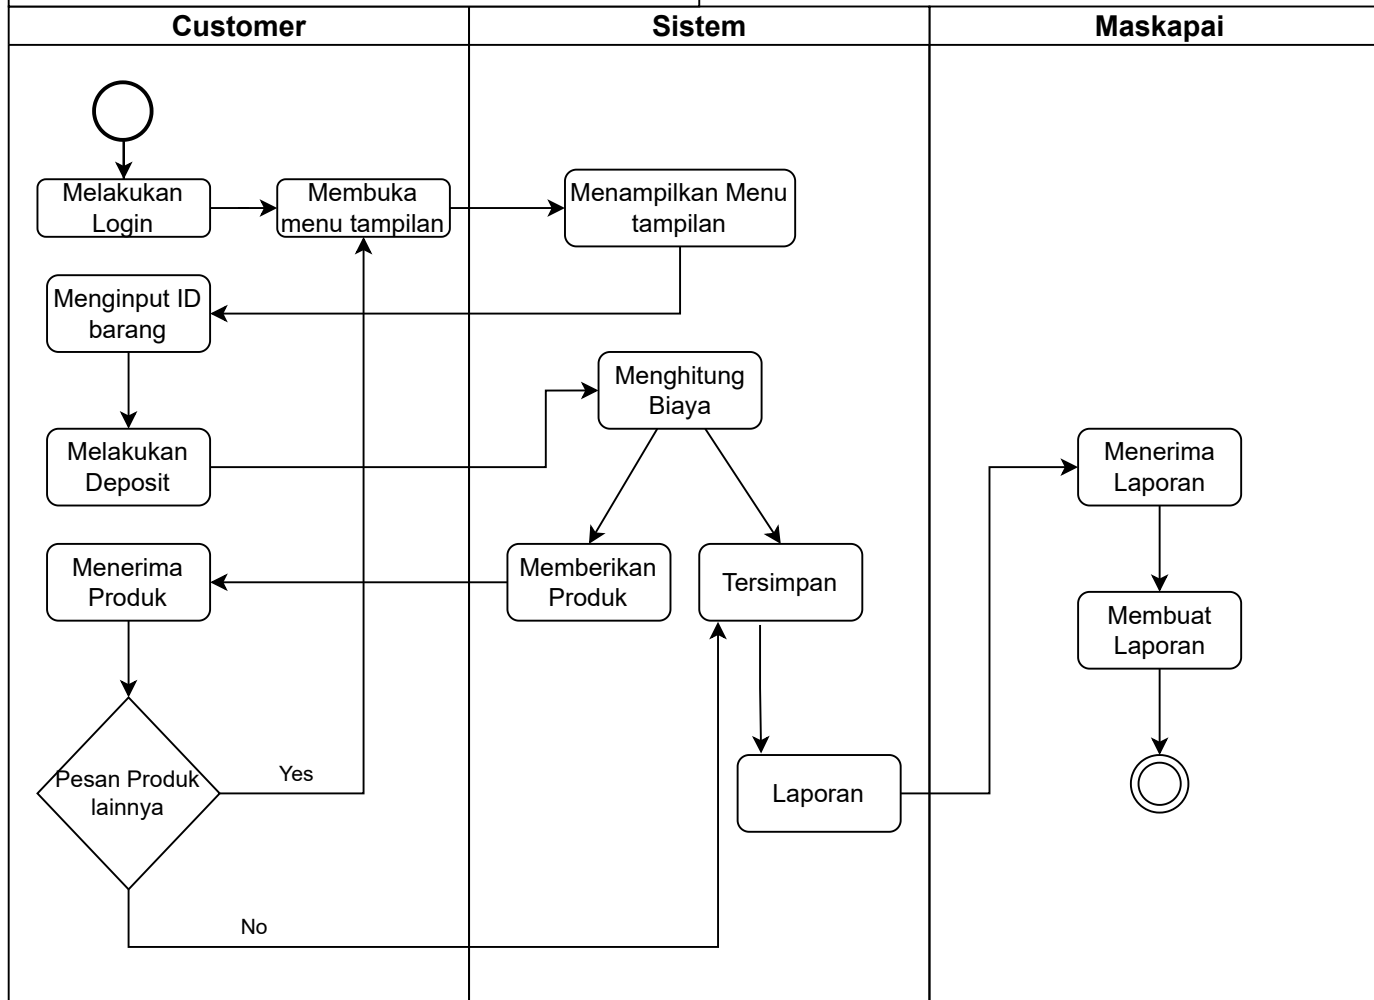 Customer
Sistem
Maskapai
Melakukan
Login
Membuka
menu tampilan
Menampilkan Menu
tampilan
Menginput ID
barang
Menghitung
Biaya
Melakukan
Deposit
Menerima
Laporan
Menerima
Produk
Memberikan
Produk
Tersimpan
Membuat
Laporan
Pesan Produk
lainnya
Yes
Laporan
No